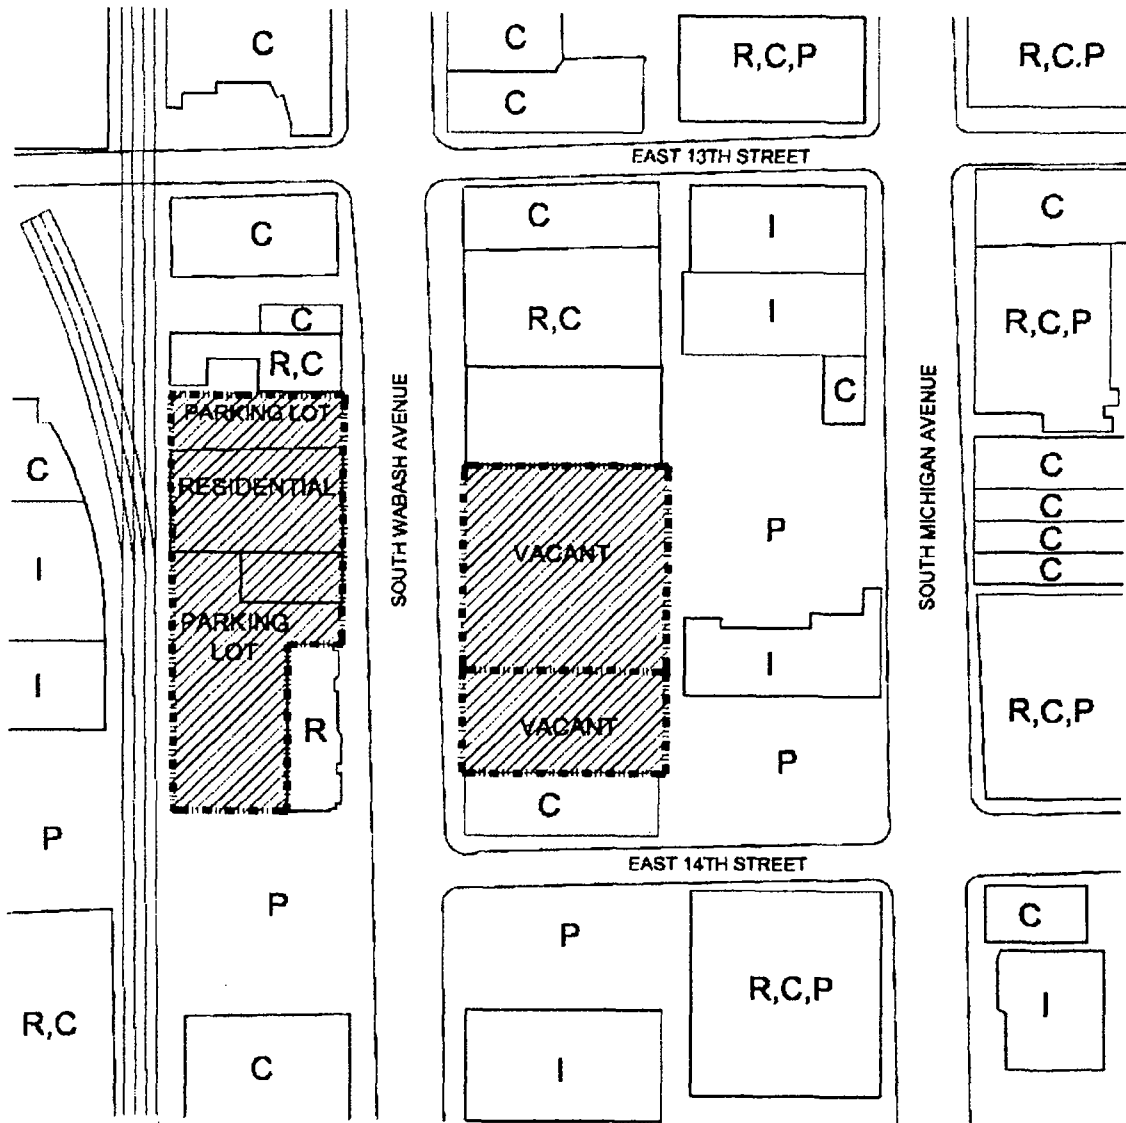 C
C
R,C,P
R,C.P
C
EAST 13TH STREET
C
C
I
C
C
R,C
R,C
I
R,C,P
C
PARKING LOT
SOUTH WABASH AVENUE
SOUTH MICHIGAN AVENUE
C
RESIDENTIAL
C
C
I
VACANT
P
C
C
PARKING
LOT
I
I
R
VACANT
P
R,C,P
C
P
EAST 14TH STREET
P
P
C
R,C
R,C,P
I
C
I